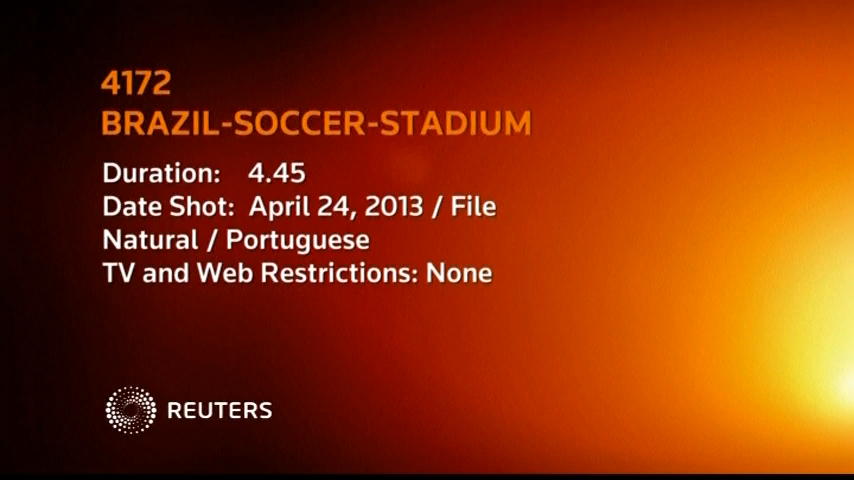 4172
BRAZIL-SOCCER-STADIUM
Duration: 4.45
Date Shot: April 24, 2013 / File
Natural / Portuguese
TV and Web Restrictions: None
REUTERS